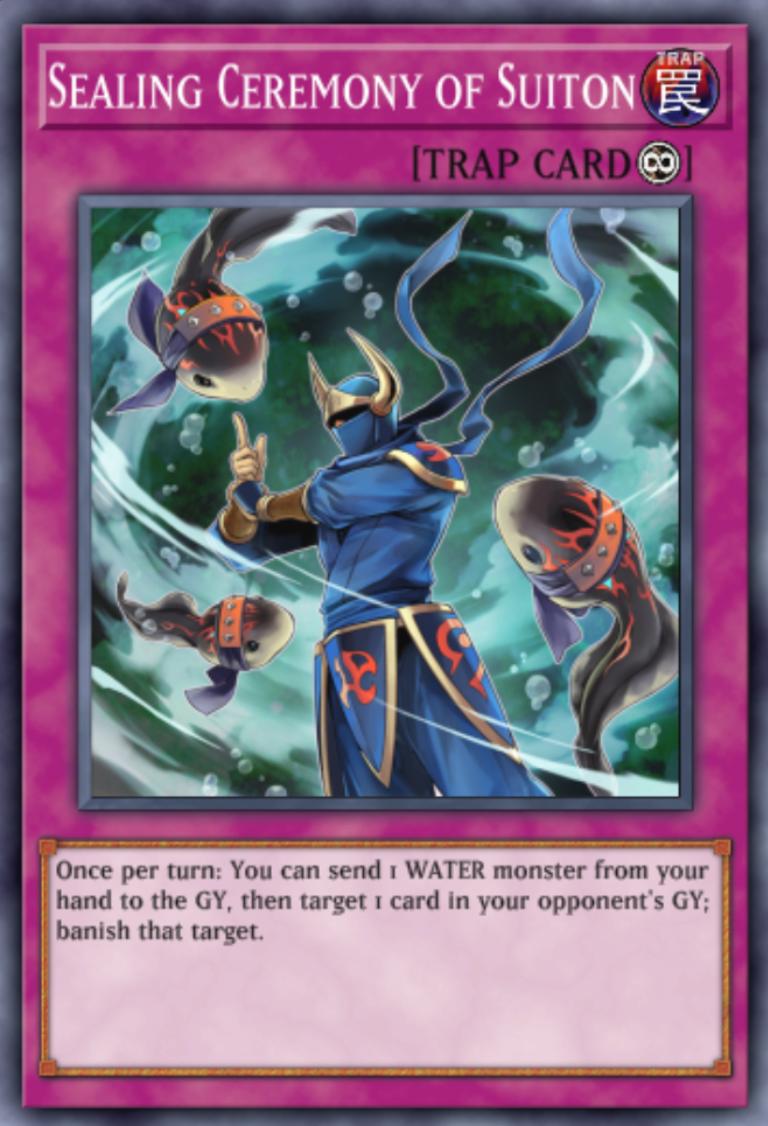 SEALING CEREMONY OF SUITON
TRAP
罠
[TRAP CARD]
Once per turn: You can send 1 WATER monster from your
hand to the GY, then target 1 card in your opponent's GY;
banish that target.